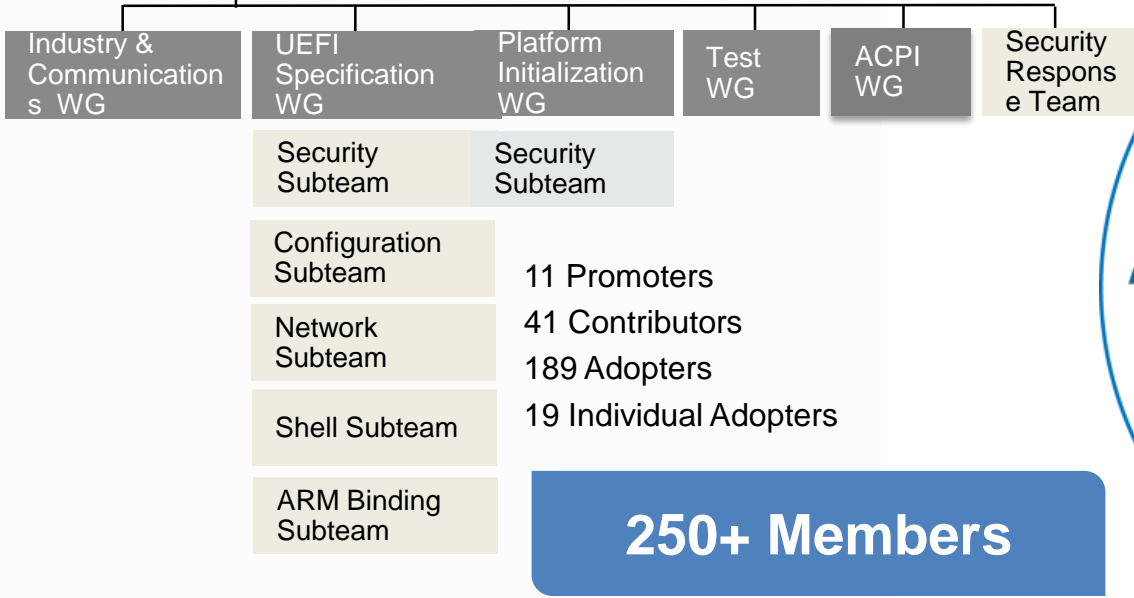 Industry &
Communication
s WG
UEFI
Specification
WG
Platform
Initialization
WG
Test
WG
ACPI
WG
Security
Respons
e Team
Security
Subteam
Security
Subteam
Configuration
Subteam
Network
Subteam
Shell Subteam
ARM Binding
Subteam
11 Promoters
41 Contributors
189 Adopters
19 Individual Adopters
250+ Members